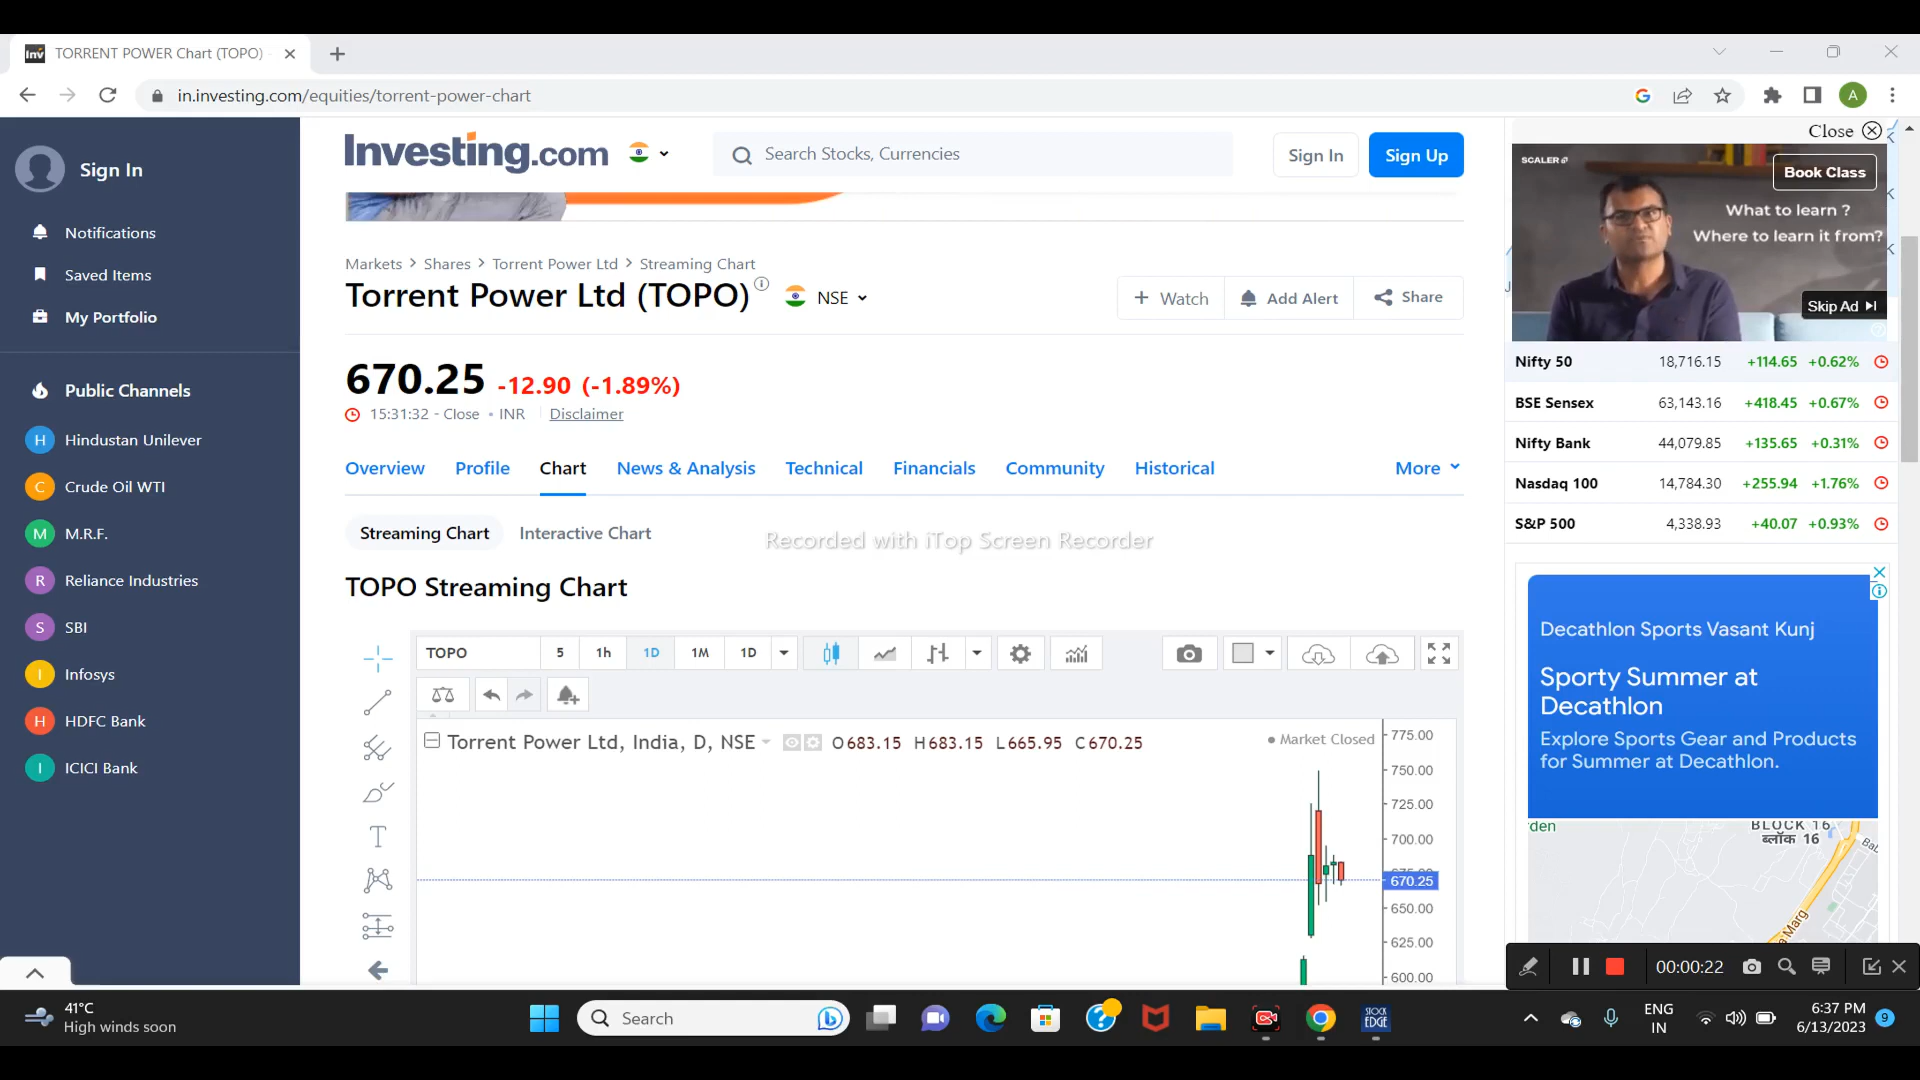 Inv TORRENT POWER Chart (TOPO)
in.investing.com/equities/torrent-power-chart
A
Sign In
Notifications
Saved Items
My Portfolio
Public Channels
H Hindustan Unilever
C Crude Oil WTI
M M.R.F.
R Reliance Industries
S SBI
I Infosys
H HDFC Bank
I ICICI Bank
Investing.com
Search Stocks, Currencies
Sign In
Sign Up
Markets > Shares > Torrent Power Ltd > Streaming Chart
Torrent Power Ltd (TOPO)
NSE
+ Watch
Add Alert
Share
670.25 -12.90 (-1.89%)
15:31:32 - Close • INR Disclaimer
Overview Profile Chart News & Analysis Technical Financials Community Historical More
Streaming Chart Interactive Chart
Recorded with iTop Screen Recorder
TOPO Streaming Chart
TOPO 5 1h 1D 1M 1D
Torrent Power Ltd, India, D, NSE O683.15 H683.15 L665.95 C670.25
• Market Closed
775.00
750.00
725.00
700.00
670.25
650.00
625.00
600.00
Close
SCALER
Book Class
What to learn ?
Where to learn it from?
Skip Ad
Nifty 50 18,716.15 +114.65 +0.62%
BSE Sensex 63,143.16 +418.45 +0.67%
Nifty Bank 44,079.85 +135.65 +0.31%
Nasdaq 100 14,784.30 +255.94 +1.76%
S&P 500 4,338.93 +40.07 +0.93%
Decathlon Sports Vasant Kunj
Sporty Summer at
Decathlon
Explore Sports Gear and Products
for Summer at Decathlon.
rden
BLOCK 16
ब्लॉक 16
a Marg
00:00:22
41°C
High winds soon
Search
STOCK
EDGE
ENG
IN
6:37 PM
6/13/2023
9